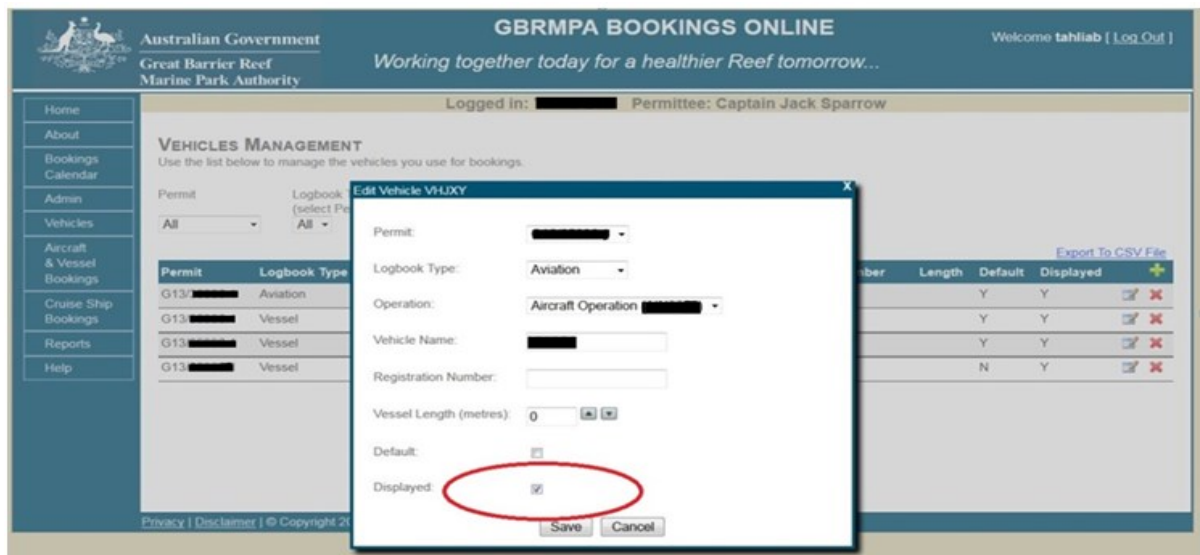 GBRMPA BOOKINGS ONLINE
Australian Government
Welcome tahliab [ Log Out ]
Great Barrier Reef
Marine Park Authority
Working together today for a healthier Reef tomorrow...
Logged in: Permittee: Captain Jack Sparrow
Home
About
Bookings
Calendar
Admin
Vehicles
Aircraft
& Vessel
Bookings
Cruise Ship
Bookings
Reports
Help
VEHICLES MANAGEMENT
Use the list below to manage the vehicles you use for bookings.
Permit
Logbook
(select
All
All
Export To CSV File
Permit Logbook Type Length Default Displayed
G13/ Aviation Y Y
G13/ Vessel Y Y
G13/ Vessel Y Y
G13/ Vessel N Y
Edit Vehicle VHJXY X
Permit:
Logbook Type: Aviation
Operation: Aircraft Operation
Vehicle Name:
Registration Number:
Vessel Length (metres): 0
Default:
Displayed:
Save Cancel
Privacy | Disclaimer | © Copyright 20